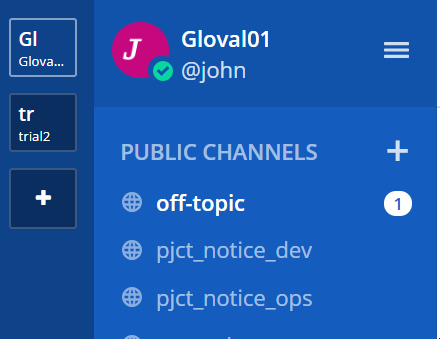 Gl
Glova...
tr
trial2
J
Gloval01
@john
PUBLIC CHANNELS
off-topic
1
pjct_notice_dev
pjct_notice_ops